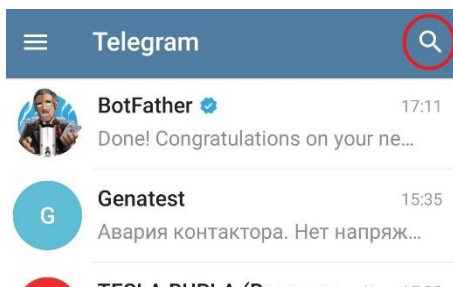 Telegram
BotFather
17:11
Done! Congratulations on your ne...
G
Genatest
15:35
Авария контактора. Нет напряж...